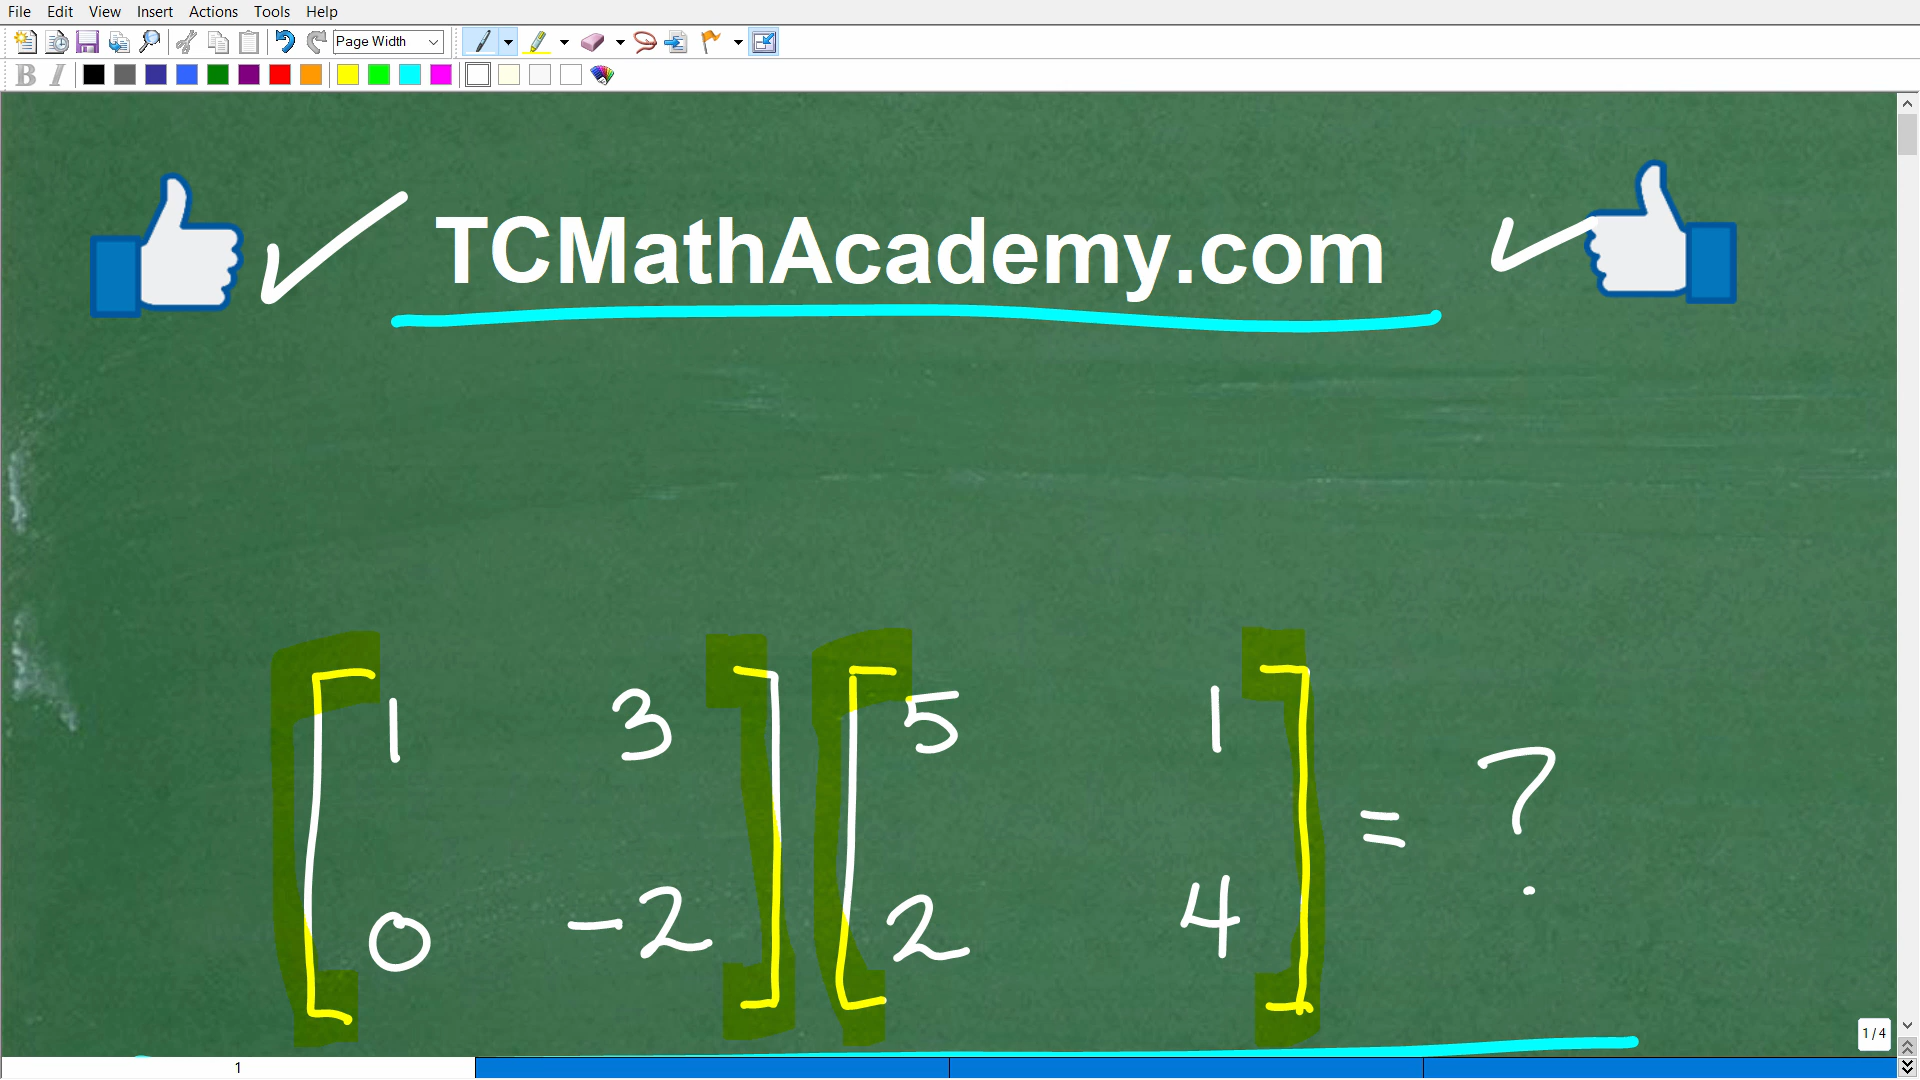 File Edit View Insert Actions Tools Help
Page Width
B I
TCMathAcademy.com
1 3 5 1
= ?
0 -2 2 4
1 / 4
1